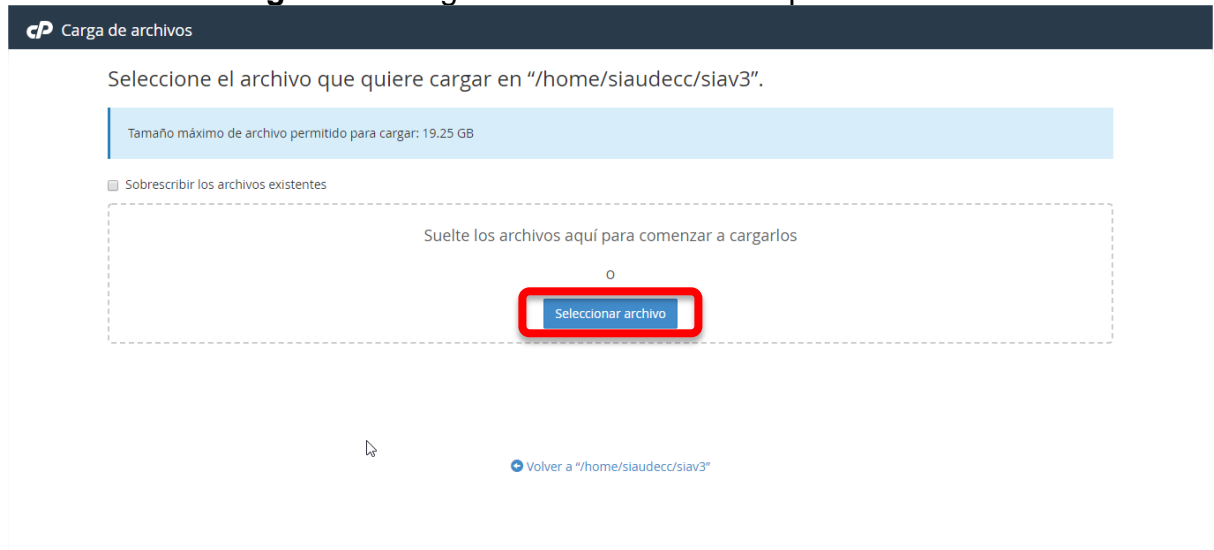 cP Carga de archivos
Seleccione el archivo que quiere cargar en “/home/siaudecc/siav3”.
Tamaño máximo de archivo permitido para cargar: 19.25 GB
Sobrescribir los archivos existentes
Suelte los archivos aquí para comenzar a cargarlos
o
Seleccionar archivo
Volver a “/home/siaudecc/siav3”